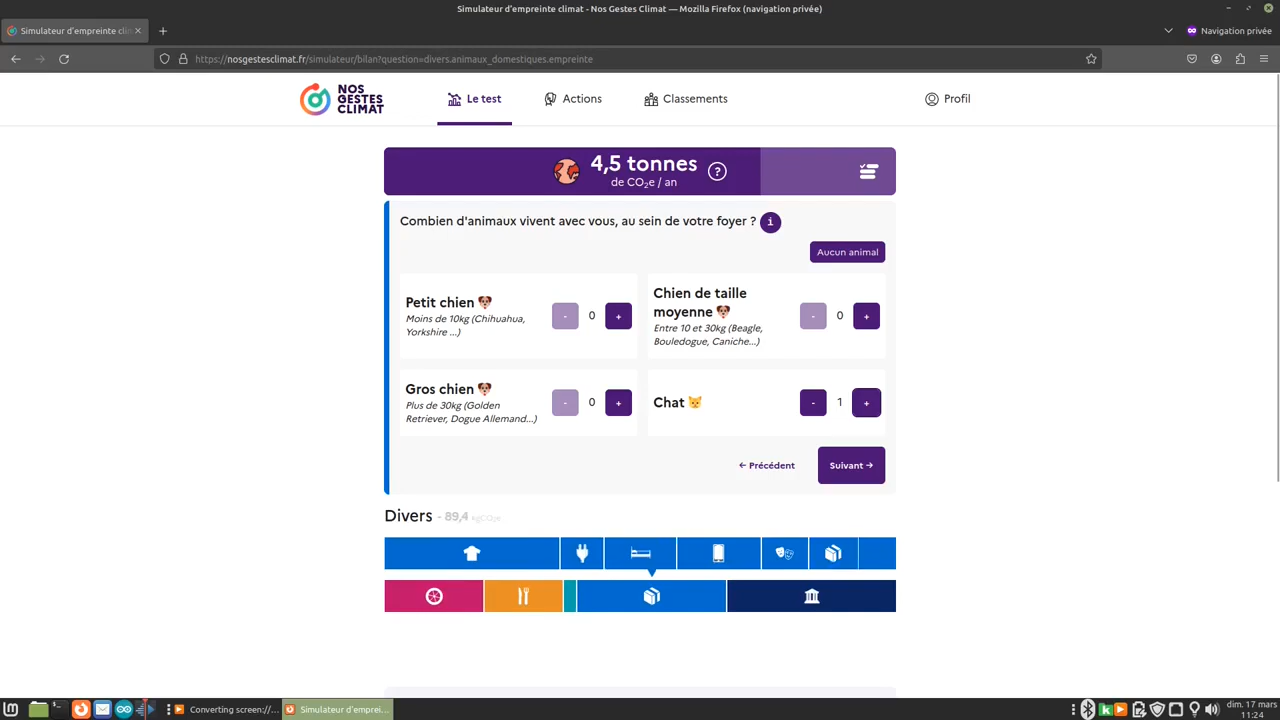 Simulateur d'empreinte climat - Nos Gestes Climat — Mozilla Firefox (navigation privée)
Simulateur d'empreinte clin
Navigation privée
https://nosgestesclimat.fr/simulateur/bilan?question=divers.animaux_domestiques.empreinte
NOS
GESTES
CLIMAT
Le test
Actions
Classements
Profil
4,5 tonnes
de CO₂e / an
?
Combien d'animaux vivent avec vous, au sein de votre foyer ? i
Aucun animal
Petit chien
Moins de 10kg (Chihuahua,
Yorkshire ...)
- 0 +
Chien de taille
moyenne
Entre 10 et 30kg (Beagle,
Bouledogue, Caniche...)
- 0 +
Gros chien
Plus de 30kg (Golden
Retriever, Dogue Allemand...)
- 0 +
Chat
- 1 +
← Précédent
Suivant →
Divers - 89,4 kgCO₂e
Converting screen://...
Simulateur d'emprei...
dim. 17 mars
11:24